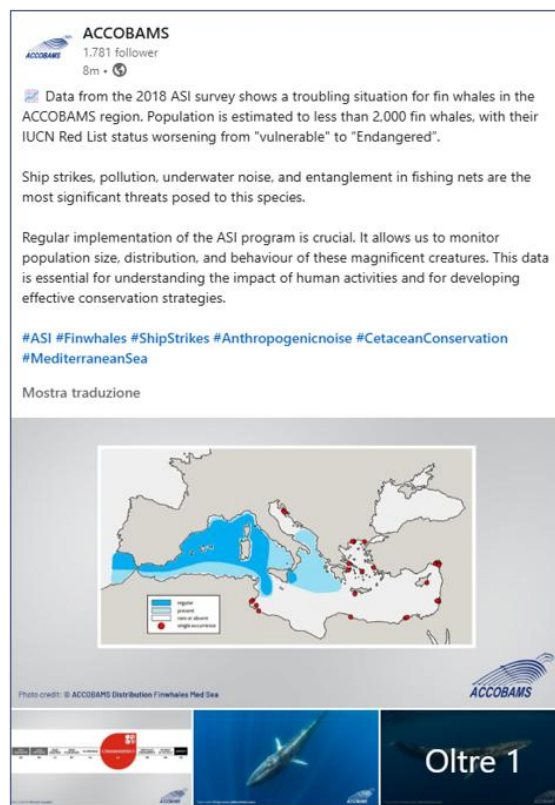 ACCOBAMS
1.781 follower
8m •
ACCOBAMS
Data from the 2018 ASI survey shows a troubling situation for fin whales in the
ACCOBAMS region. Population is estimated to less than 2,000 fin whales, with their
IUCN Red List status worsening from "vulnerable" to "Endangered".
Ship strikes, pollution, underwater noise, and entanglement in fishing nets are the
most significant threats posed to this species.
Regular implementation of the ASI program is crucial. It allows us to monitor
population size, distribution, and behaviour of these magnificent creatures. This data
is essential for understanding the impact of human activities and for developing
effective conservation strategies.
#ASI #Finwhales #ShipStrikes #Anthropogenicnoise #CetaceanConservation
#MediterraneanSea
Mostra traduzione
regular
present
rare or absent
single occurrence
Photo credit: © ACCOBAMS Distribution Finwhales Med Sea
ACCOBAMS
Oltre 1